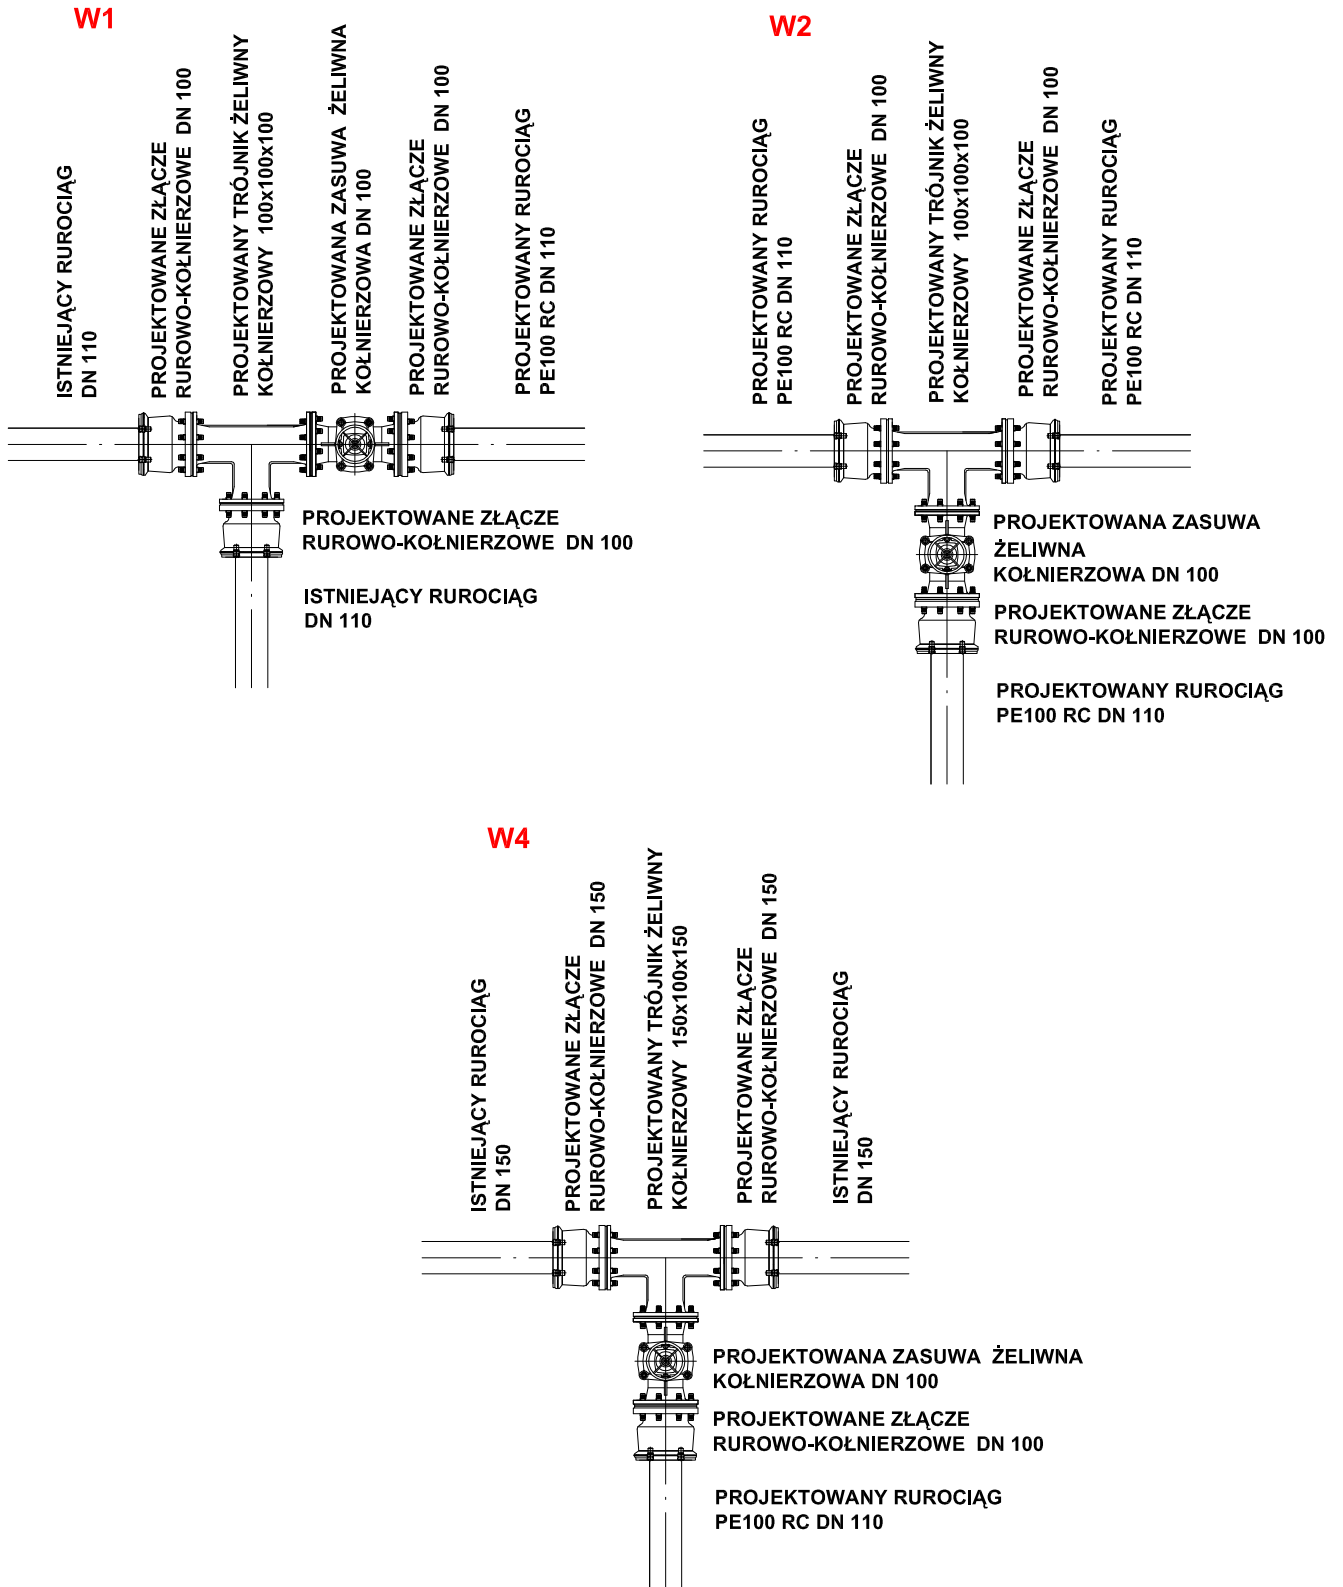 W1
ISTNIEJĄCY RUROCIĄG
DN 110
PROJEKTOWANE ZŁĄCZE
RUROWO-KOŁNIERZOWE DN 100
PROJEKTOWANY TRÓJNIK ŻELIWNY
KOŁNIERZOWY 100x100x100
PROJEKTOWANA ZASUWA ŻELIWNA
KOŁNIERZOWA DN 100
PROJEKTOWANE ZŁĄCZE
RUROWO-KOŁNIERZOWE DN 100
PROJEKTOWANY RUROCIĄG
PE100 RC DN 110
PROJEKTOWANE ZŁĄCZE
RUROWO-KOŁNIERZOWE DN 100
ISTNIEJĄCY RUROCIĄG
DN 110
W2
PROJEKTOWANY RUROCIĄG
PE100 RC DN 110
PROJEKTOWANE ZŁĄCZE
RUROWO-KOŁNIERZOWE DN 100
PROJEKTOWANY TRÓJNIK ŻELIWNY
KOŁNIERZOWY 100x100x100
PROJEKTOWANE ZŁĄCZE
RUROWO-KOŁNIERZOWE DN 100
PROJEKTOWANY RUROCIĄG
PE100 RC DN 110
PROJEKTOWANA ZASUWA
ŻELIWNA
KOŁNIERZOWA DN 100
PROJEKTOWANE ZŁĄCZE
RUROWO-KOŁNIERZOWE DN 100
PROJEKTOWANY RUROCIĄG
PE100 RC DN 110
W4
ISTNIEJĄCY RUROCIĄG
DN 150
PROJEKTOWANE ZŁĄCZE
RUROWO-KOŁNIERZOWE DN 150
PROJEKTOWANY TRÓJNIK ŻELIWNY
KOŁNIERZOWY 150x100x150
PROJEKTOWANE ZŁĄCZE
RUROWO-KOŁNIERZOWE DN 150
ISTNIEJĄCY RUROCIĄG
DN 150
PROJEKTOWANA ZASUWA ŻELIWNA
KOŁNIERZOWA DN 100
PROJEKTOWANE ZŁĄCZE
RUROWO-KOŁNIERZOWE DN 100
PROJEKTOWANY RUROCIĄG
PE100 RC DN 110